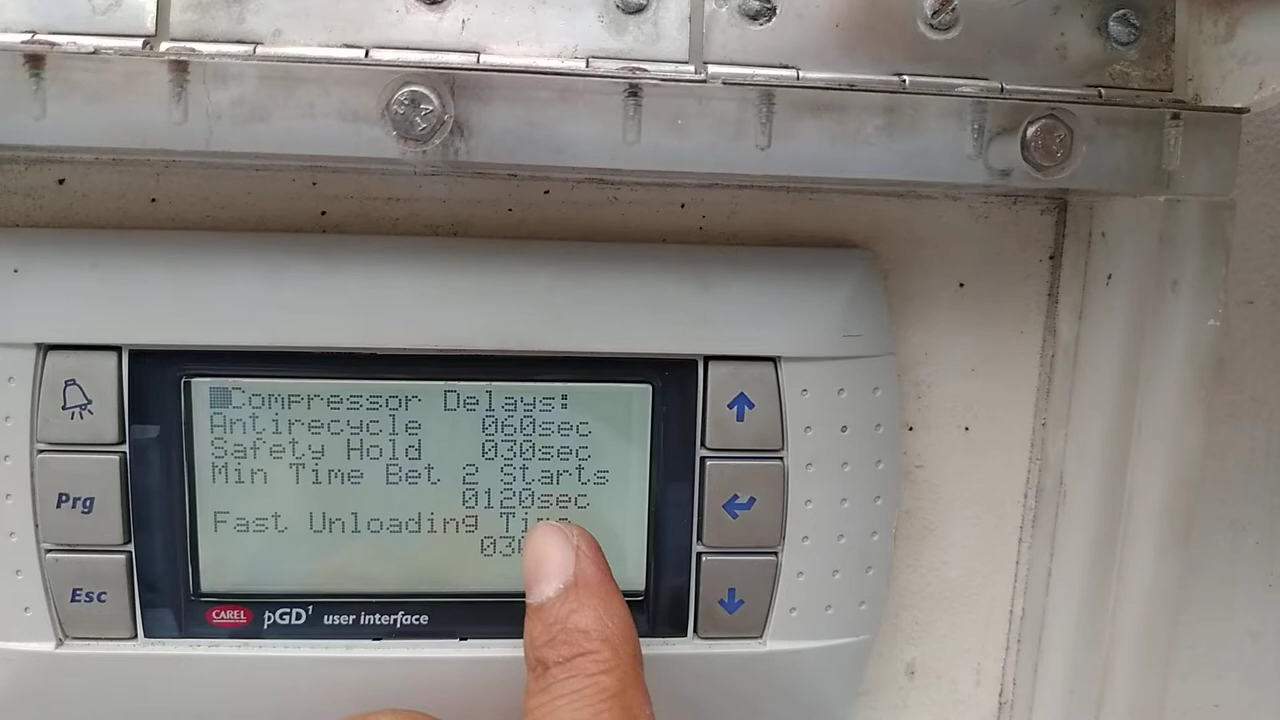 Compressor Delays:
Antirecycle 060sec
Safety Hold 030sec
Min Time Bet 2 Starts
0120sec
Fast Unloading
Prg
Esc
CAREL
pGD1 user interface